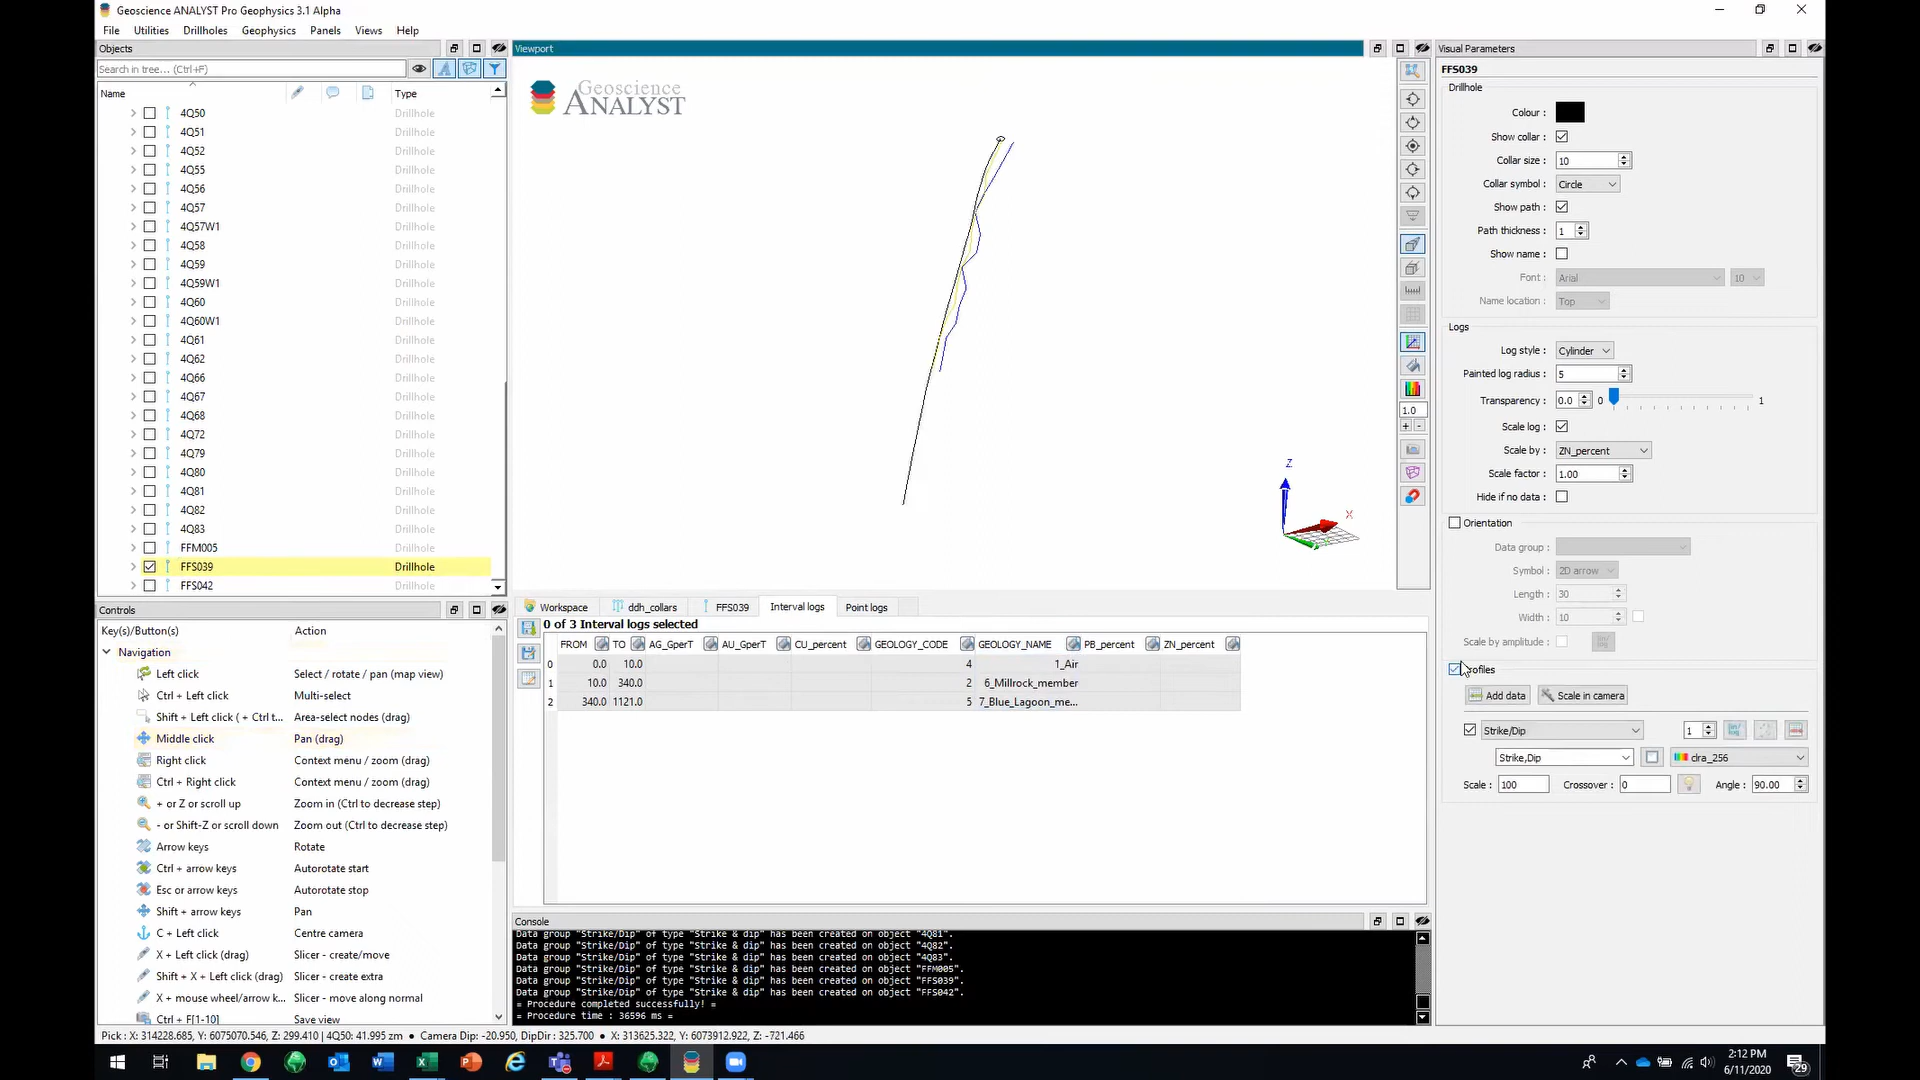 Geoscience ANALYST Pro Geophysics 3.1 Alpha
File Utilities Drillholes Geophysics Panels Views Help
Objects
Search in tree... (Ctrl+F)
Name Type
4Q50 Drillhole
4Q51 Drillhole
4Q52 Drillhole
4Q55 Drillhole
4Q56 Drillhole
4Q57 Drillhole
4Q57W1 Drillhole
4Q58 Drillhole
4Q59 Drillhole
4Q59W1 Drillhole
4Q60 Drillhole
4Q60W1 Drillhole
4Q61 Drillhole
4Q62 Drillhole
4Q66 Drillhole
4Q67 Drillhole
4Q68 Drillhole
4Q72 Drillhole
4Q79 Drillhole
4Q80 Drillhole
4Q81 Drillhole
4Q82 Drillhole
4Q83 Drillhole
FFM005 Drillhole
FFS039 Drillhole
FFS042 Drillhole
Controls
Key(s)/Button(s) Action
Navigation
Left click Select / rotate / pan (map view)
Ctrl + Left click Multi-select
Shift + Left click ( + Ctrl t... Area-select nodes (drag)
Middle click Pan (drag)
Right click Context menu / zoom (drag)
Ctrl + Right click Context menu / zoom (drag)
+ or Z or scroll up Zoom in (Ctrl to decrease step)
- or Shift-Z or scroll down Zoom out (Ctrl to decrease step)
Arrow keys Rotate
Ctrl + arrow keys Autorotate start
Esc or arrow keys Autorotate stop
Shift + arrow keys Pan
C + Left click Centre camera
X + Left click (drag) Slicer - create/move
Shift + X + Left click (drag) Slicer - create extra
X + mouse wheel/arrow k... Slicer - move along normal
Ctrl + F[1-10] Save view
Viewport
Geoscience
ANALYST
Z
X
1.0
+ -
Workspace ddh_collars FFS039 Interval logs Point logs
0 of 3 Interval logs selected
FROM TO AG_GperT AU_GperT CU_percent GEOLOGY_CODE GEOLOGY_NAME PB_percent ZN_percent
0 0.0 10.0 4 1_Air
1 10.0 340.0 2 6_Millrock_member
2 340.0 1121.0 5 7_Blue_Lagoon_me...
Console
Data group "Strike/Dip" of type "Strike & dip" has been created on object "4Q81".
Data group "Strike/Dip" of type "Strike & dip" has been created on object "4Q82".
Data group "Strike/Dip" of type "Strike & dip" has been created on object "4Q83".
Data group "Strike/Dip" of type "Strike & dip" has been created on object "FFM005".
Data group "Strike/Dip" of type "Strike & dip" has been created on object "FFS039".
Data group "Strike/Dip" of type "Strike & dip" has been created on object "FFS042".
= Procedure completed successfully! =
= Procedure time : 36596 ms =
Visual Parameters
FFS039
Drillhole
Colour :
Show collar :
Collar size : 10
Collar symbol : Circle
Show path :
Path thickness : 1
Show name :
Font : Arial 10
Name location : Top
Logs
Log style : Cylinder
Painted log radius : 5
Transparency : 0.0 0 1
Scale log :
Scale by : ZN_percent
Scale factor : 1.00
Hide if no data :
Orientation
Data group :
Symbol : 2D arrow
Length : 30
Width : 10
Scale by amplitude :
rofiles
Add data Scale in camera
Strike/Dip 1
Strike,Dip clra_256
Scale : 100 Crossover : 0 Angle : 90.00
Pick : X: 314228.685, Y: 6075070.546, Z: 299.410 | 4Q50: 41.995 zm • Camera Dip: -20.950, DipDir : 325.700 • X: 313625.322, Y: 6073912.922, Z: -721.466
2:12 PM
6/11/2020
29